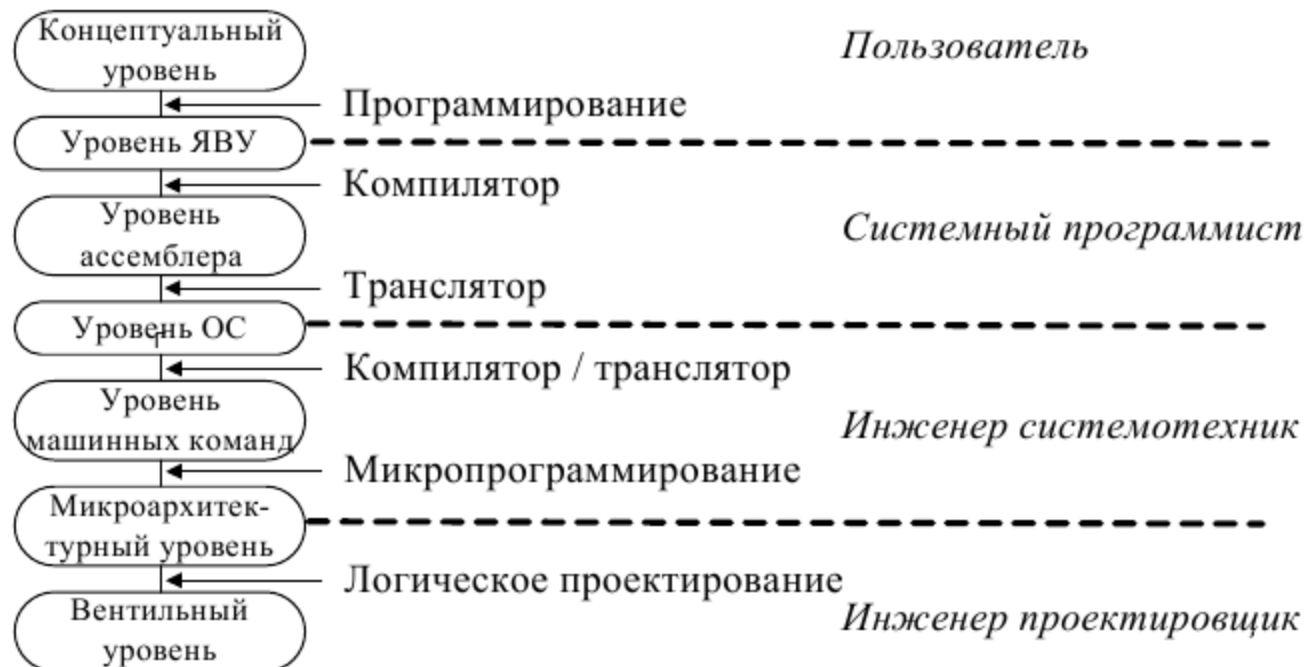 Концептуальный
уровень
Пользователь
Программирование
Уровень ЯВУ
Компилятор
Уровень
ассемблера
Системный программист
Транслятор
Уровень ОС
Компилятор / транслятор
Уровень
машинных команд
Инженер системотехник
Микропрограммирование
Микроархитек-
турный уровень
Логическое проектирование
Вентильный
уровень
Инженер проектировщик